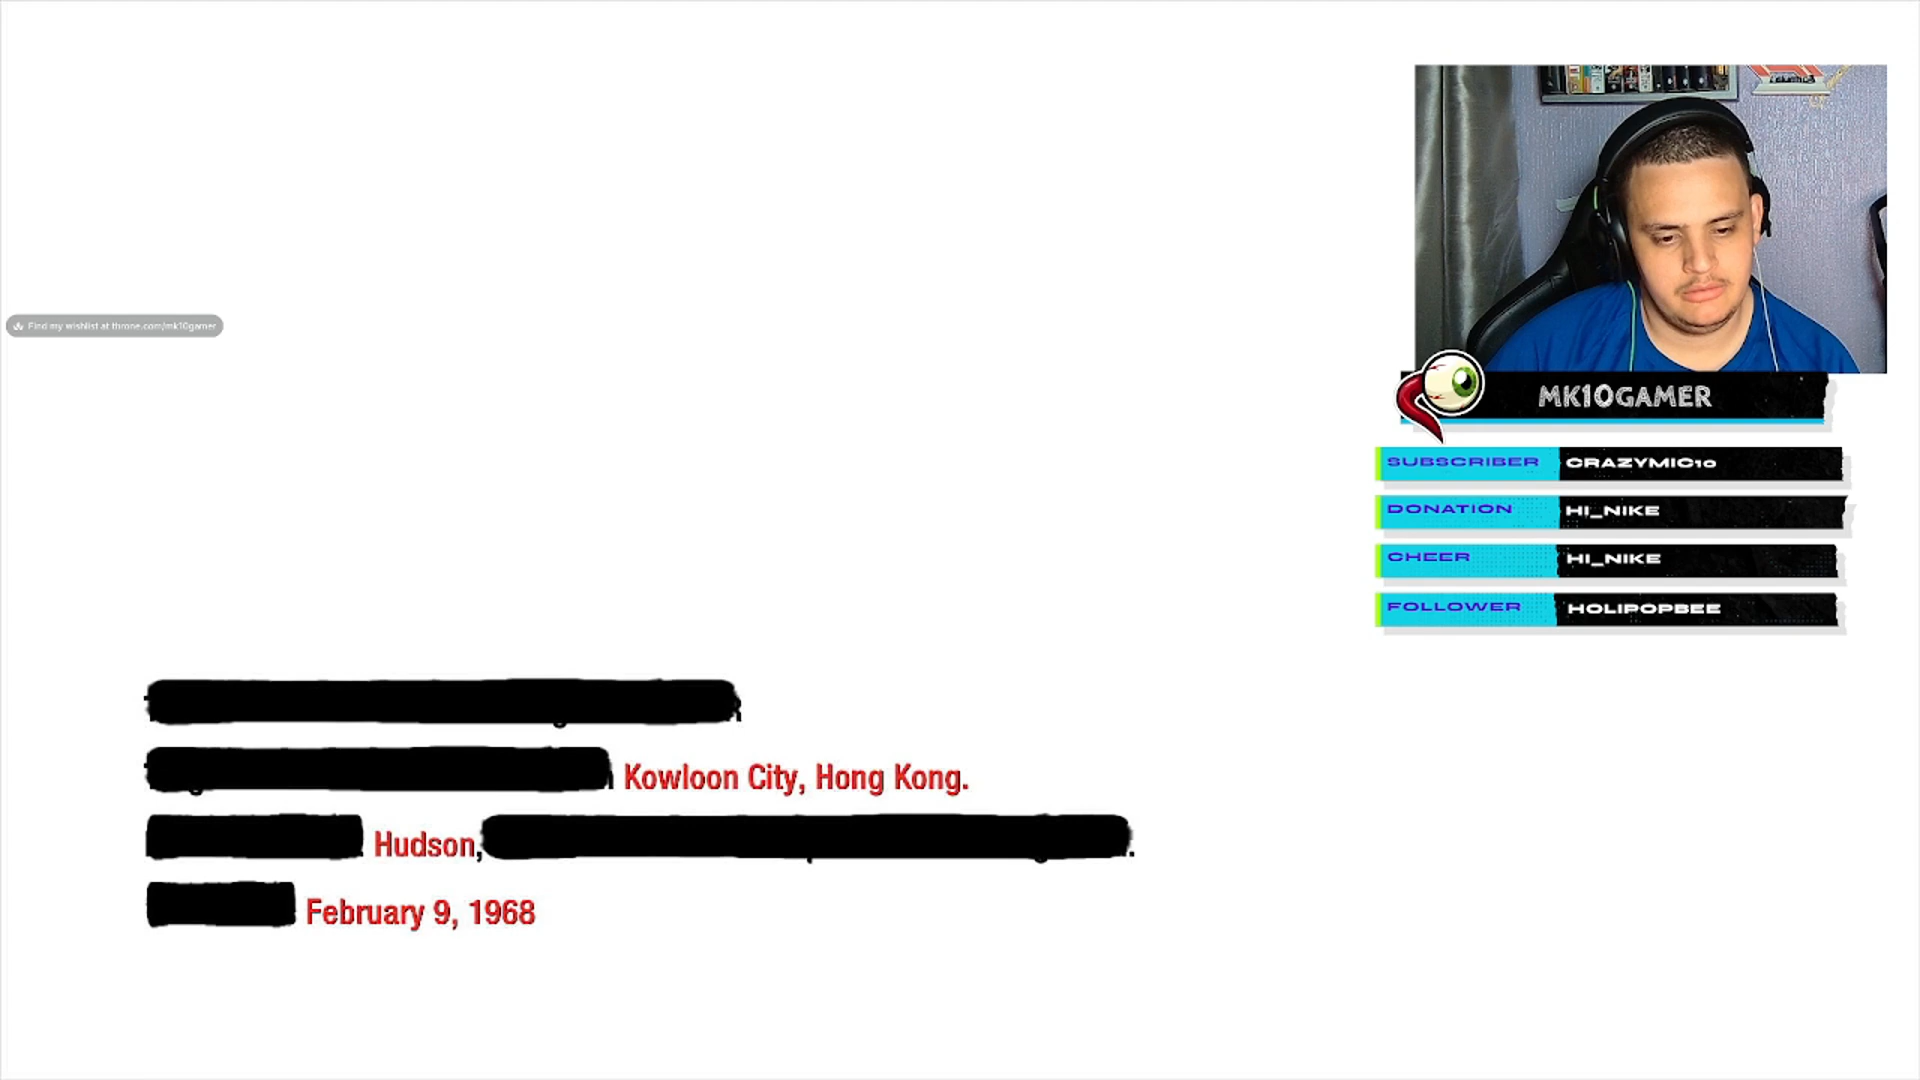 Find my wishlist at throne.com/mk10gamer
MK10GAMER
SUBSCRIBER CRAZYMIC10
DONATION HI_NIKE
CHEER HI_NIKE
FOLLOWER HOLIPOPBEE
Kowloon City, Hong Kong.
Hudson,
February 9, 1968